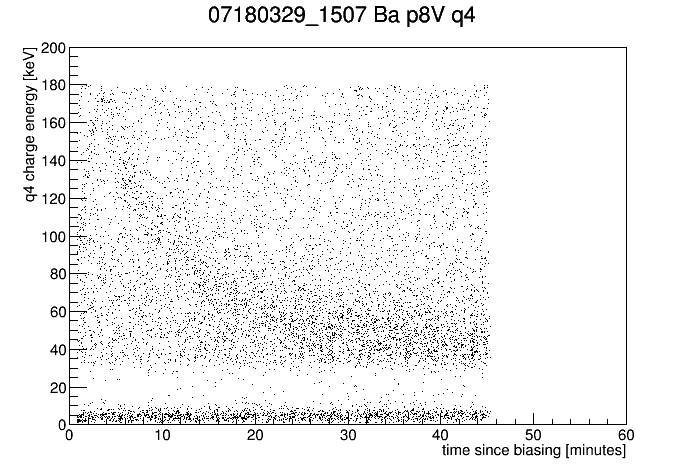 07180329_1507 Ba p8V q4
q4 charge energy [keV]
200
180
160
140
120
100
80
60
40
20
0
0 10 20 30 40 50 60
time since biasing [minutes]